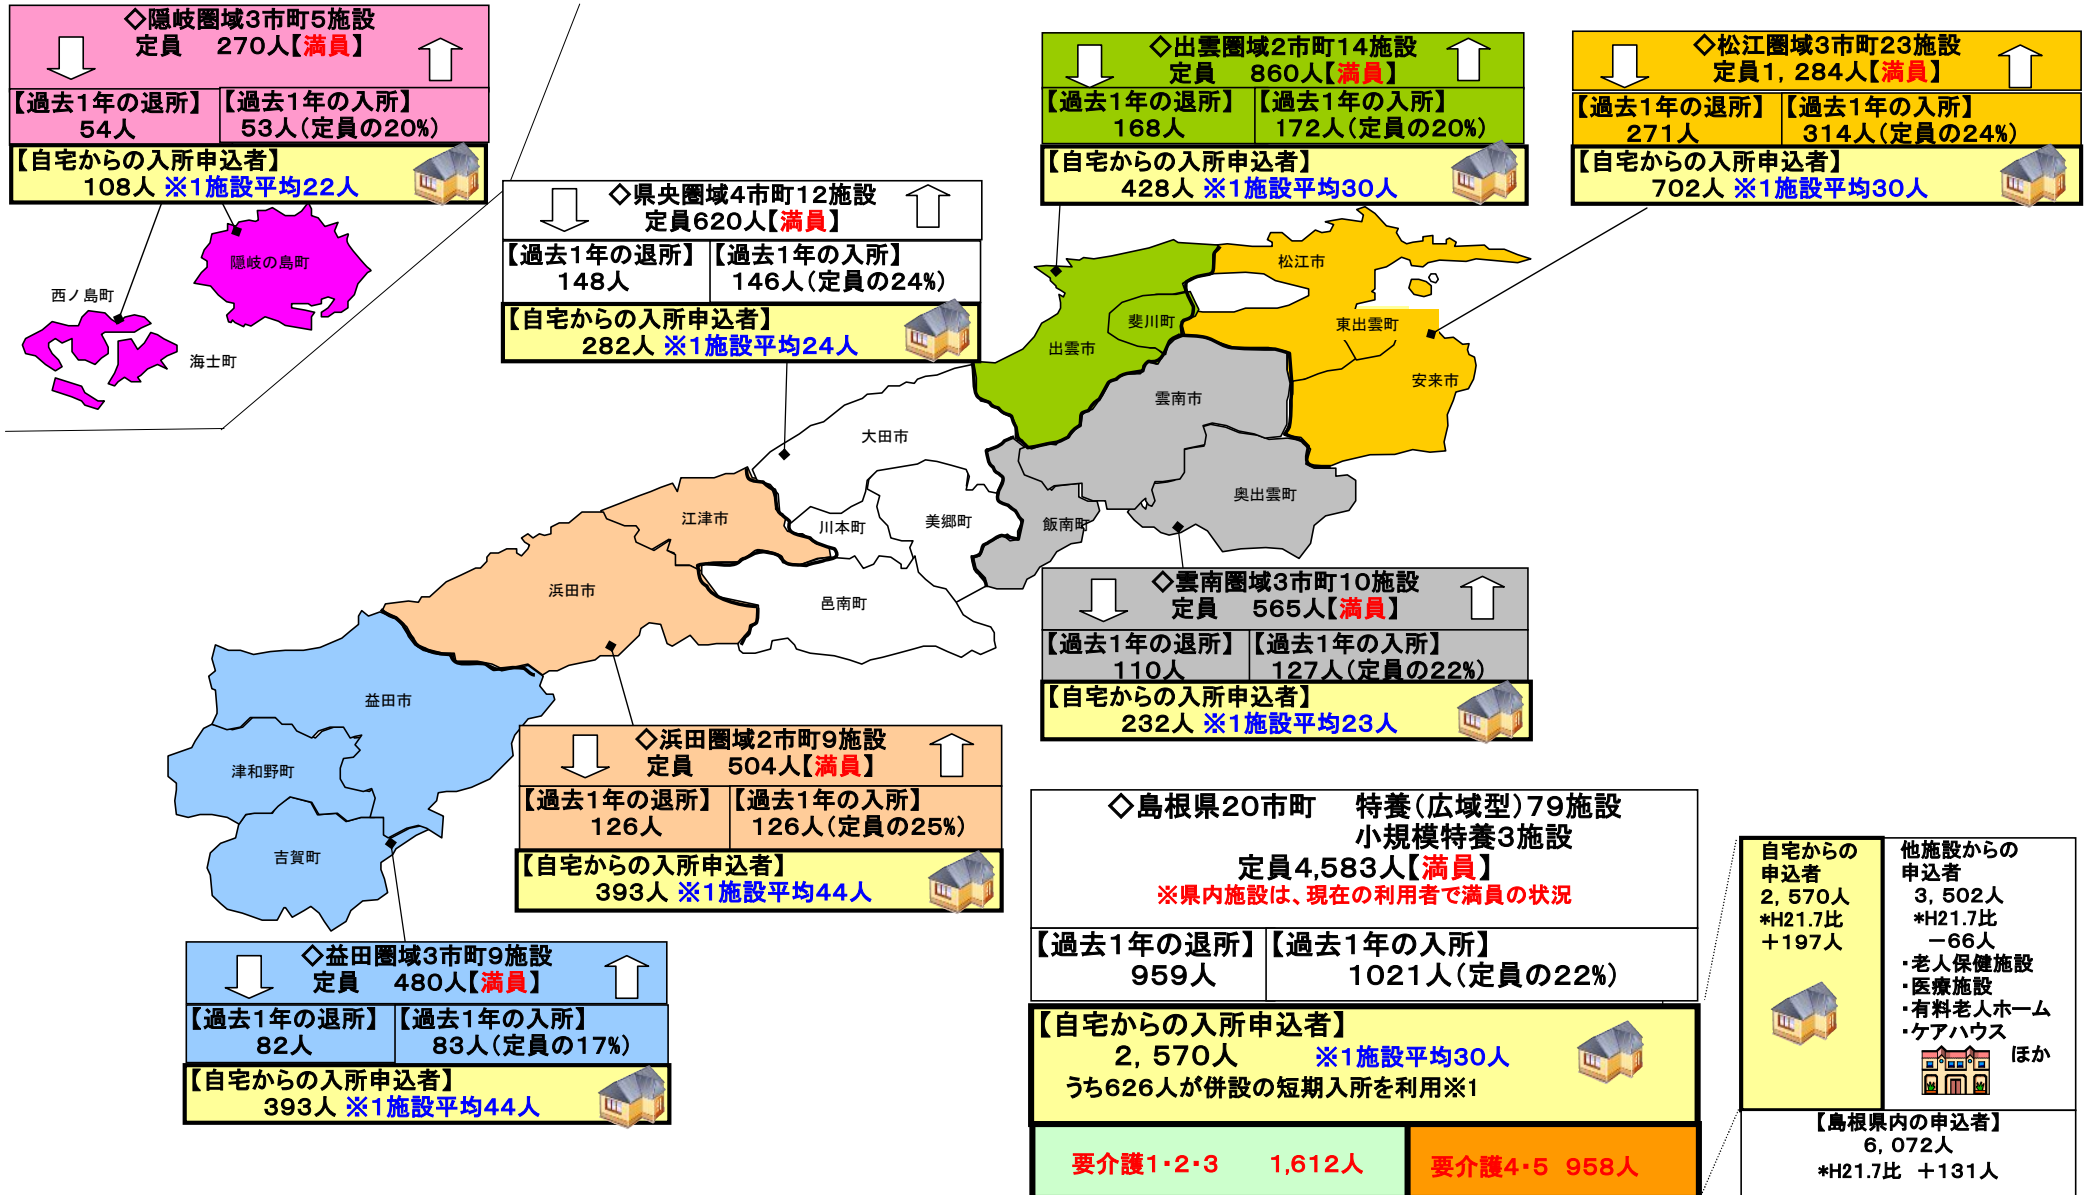 ◇隠岐圏域3市町5施設
定員　270人【満員】
【過去1年の退所】
54人
【過去1年の入所】
53人(定員の20%)
【自宅からの入所申込者】
108人 ※1施設平均22人
◇出雲圏域2市町14施設
定員　860人【満員】
【過去1年の退所】
168人
【過去1年の入所】
172人(定員の20%)
【自宅からの入所申込者】
428人 ※1施設平均30人
◇松江圏域3市町23施設
定員1,284人【満員】
【過去1年の退所】
271人
【過去1年の入所】
314人(定員の24%)
【自宅からの入所申込者】
702人 ※1施設平均30人
◇県央圏域4市町12施設
定員620人【満員】
【過去1年の退所】
148人
【過去1年の入所】
146人(定員の24%)
【自宅からの入所申込者】
282人 ※1施設平均24人
隠岐の島町
西ノ島町
海士町
松江市
斐川町
東出雲町
出雲市
安来市
雲南市
大田市
奥出雲町
江津市
川本町
美郷町
飯南町
浜田市
邑南町
益田市
津和野町
吉賀町
◇雲南圏域3市町10施設
定員　565人【満員】
【過去1年の退所】
110人
【過去1年の入所】
127人(定員の22%)
【自宅からの入所申込者】
232人 ※1施設平均23人
◇浜田圏域2市町9施設
定員　504人【満員】
【過去1年の退所】
126人
【過去1年の入所】
126人(定員の25%)
【自宅からの入所申込者】
393人 ※1施設平均44人
◇益田圏域3市町9施設
定員　480人【満員】
【過去1年の退所】
82人
【過去1年の入所】
83人(定員の17%)
【自宅からの入所申込者】
393人 ※1施設平均44人
◇島根県20市町　特養(広域型)79施設
小規模特養3施設
定員4,583人【満員】
※県内施設は、現在の利用者で満員の状況
【過去1年の退所】
959人
【過去1年の入所】
1021人(定員の22%)
【自宅からの入所申込者】
2,570人　※1施設平均30人
うち626人が併設の短期入所を利用※1
要介護1・2・3　1,612人
要介護4・5 958人
自宅からの
申込者
2,570人
*H21.7比
+197人
他施設からの
申込者
3,502人
*H21.7比
-66人
・老人保健施設
・医療施設
・有料老人ホーム
・ケアハウス
ほか
【島根県内の申込者】
6,072人
*H21.7比 +131人